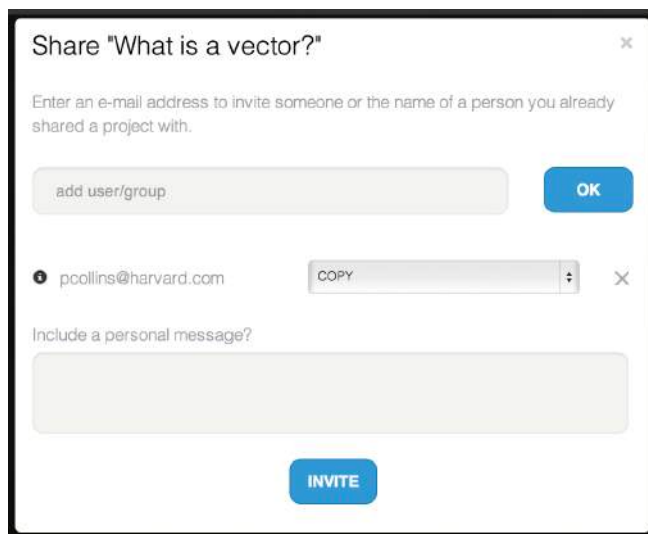 Share "What is a vector?"
Enter an e-mail address to invite someone or the name of a person you already
shared a project with.
add user/group
OK
pcollins@harvard.com
COPY
Include a personal message?
INVITE